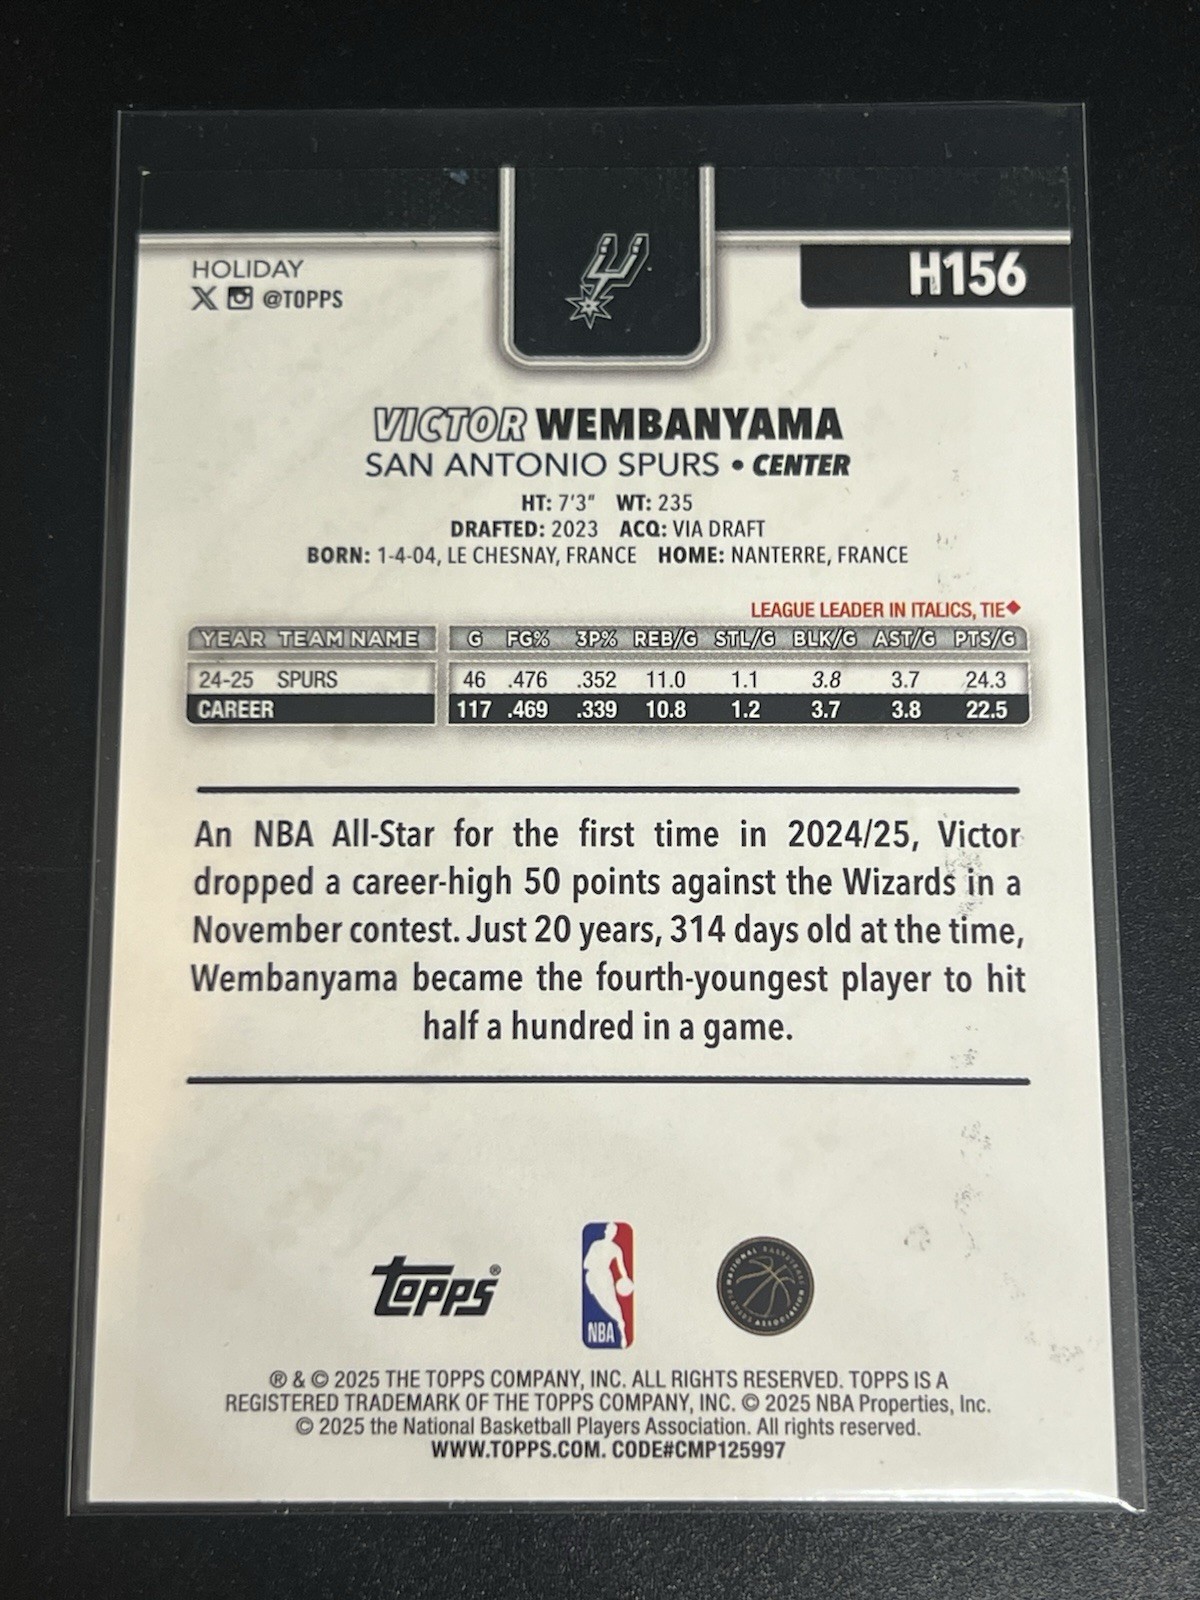 HOLIDAY
@TOPPS
H156
VICTOR WEMBANYAMA
SAN ANTONIO SPURS • CENTER
HT: 7'3" WT: 235
DRAFTED: 2023 ACQ: VIA DRAFT
BORN: 1-4-04, LE CHESNAY, FRANCE HOME: NANTERRE, FRANCE
LEAGUE LEADER IN ITALICS, TIE◆
YEAR TEAM NAME G FG% 3P% REB/G STL/G BLK/G AST/G PTS/G
24-25 SPURS 46 .476 .352 11.0 1.1 3.8 3.7 24.3
CAREER 117 .469 .339 10.8 1.2 3.7 3.8 22.5
An NBA All-Star for the first time in 2024/25, Victor
dropped a career-high 50 points against the Wizards in a
November contest. Just 20 years, 314 days old at the time,
Wembanyama became the fourth-youngest player to hit
half a hundred in a game.
TOPPS®
NBA
NATIONAL BASKETBALL PLAYERS ASSOCIATION
® & © 2025 THE TOPPS COMPANY, INC. ALL RIGHTS RESERVED. TOPPS IS A
REGISTERED TRADEMARK OF THE TOPPS COMPANY, INC. © 2025 NBA Properties, Inc.
© 2025 the National Basketball Players Association. All rights reserved.
WWW.TOPPS.COM. CODE#CMP125997